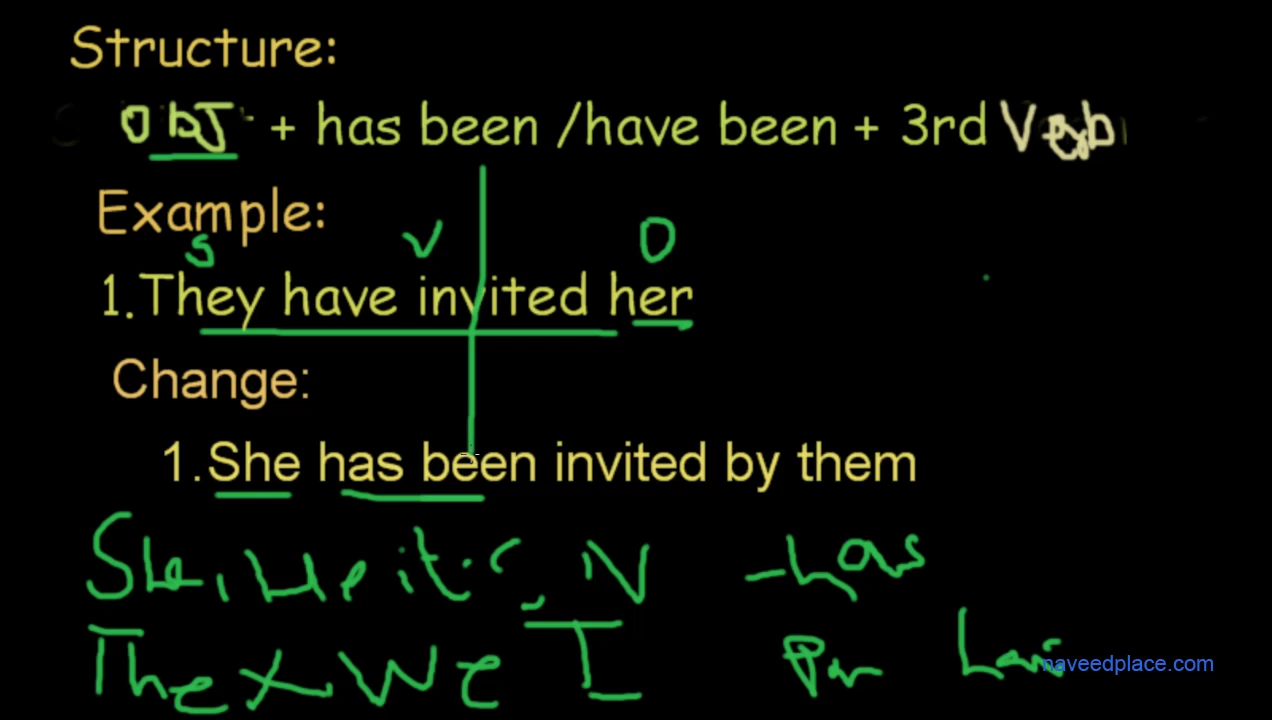 Structure:
Obj + has been /have been + 3rd Verb
Example:
S V O
1.They have invited her
Change:
1.She has been invited by them
She, He it, N has
They We I
naveedplace.com